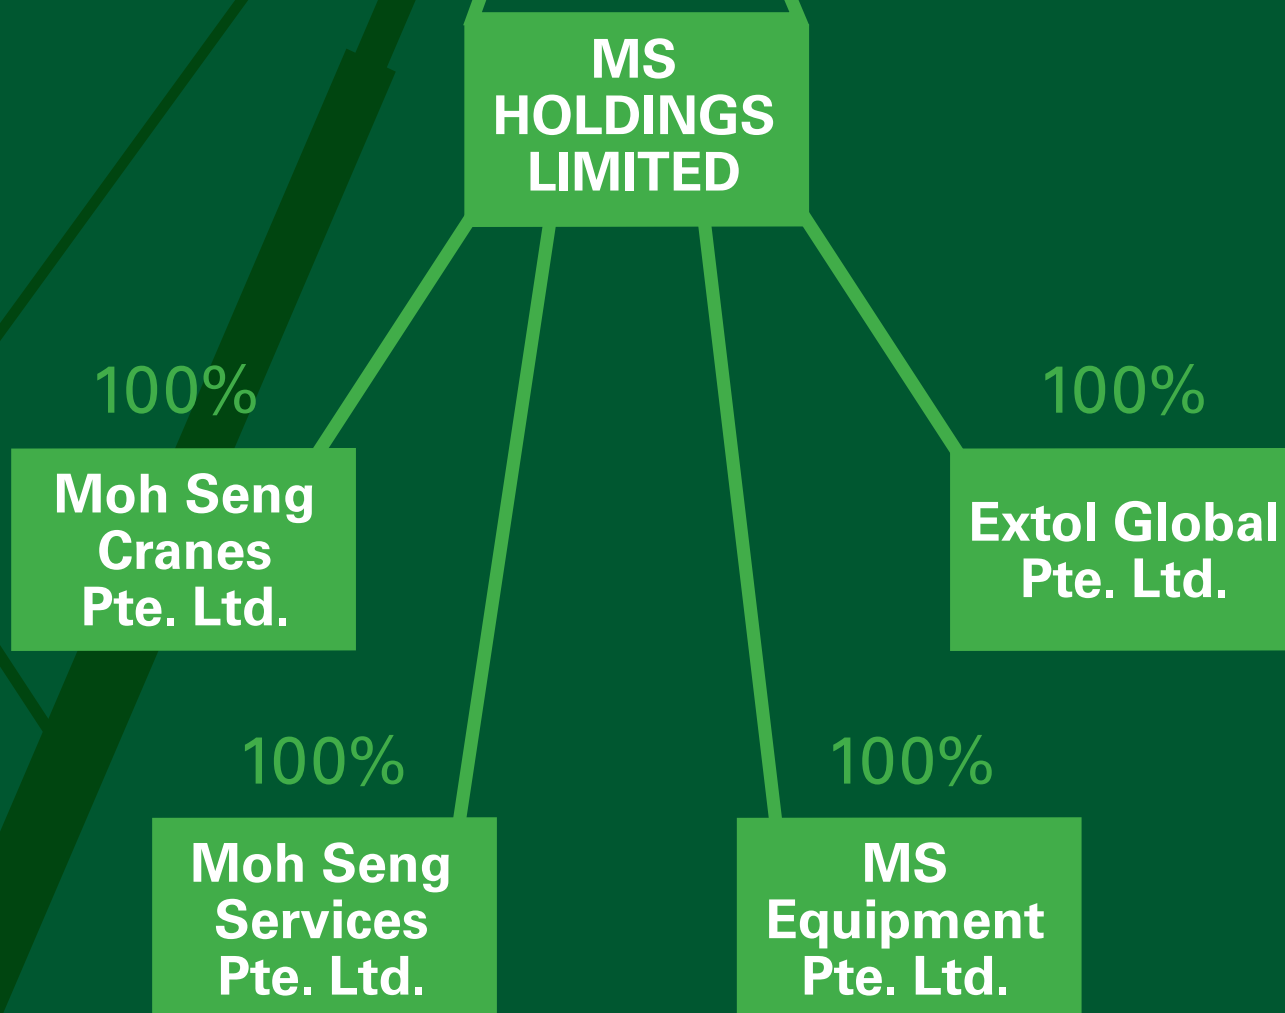 MS
HOLDINGS
LIMITED
100%
100%
Moh Seng
Cranes
Pte. Ltd.
Extol Global
Pte. Ltd.
100%
100%
Moh Seng
Services
Pte. Ltd.
MS
Equipment
Pte. Ltd.